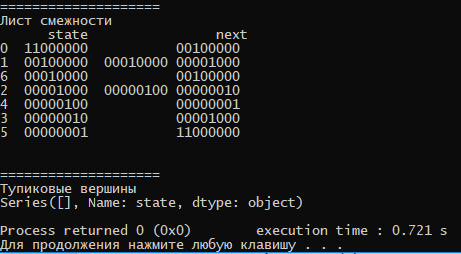 ====================
Лист смежности
state next
0 11000000 00100000
1 00100000 00010000 00001000
6 00010000 00100000
2 00001000 00000100 00000010
4 00000100 00000001
3 00000010 00001000
5 00000001 11000000
====================
Тупиковые вершины
Series([], Name: state, dtype: object)
Process returned 0 (0x0) execution time : 0.721 s
Для продолжения нажмите любую клавишу . . .